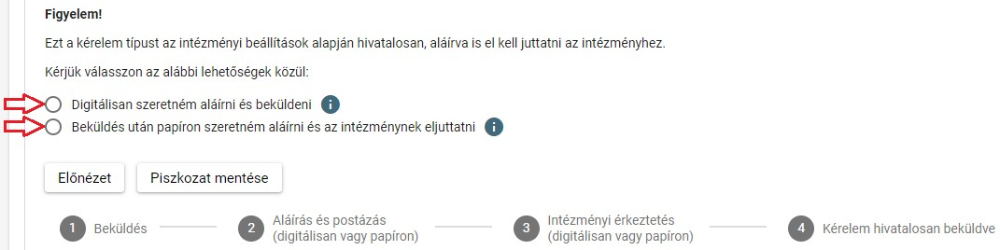 Figyelem!
Ezt a kérelem típust az intézményi beállítások alapján hivatalosan, aláírva is el kell juttatni az intézményhez.
Kérjük válasszon az alábbi lehetőségek közül:
Digitálisan szeretném aláírni és beküldeni i
Beküldés után papíron szeretném aláírni és az intézménynek eljuttatni i
Előnézet Piszkozat mentése
1 Beküldés
2 Aláírás és postázás
(digitálisan vagy papíron)
3 Intézményi érkeztetés
(digitálisan vagy papíron)
4 Kérelem hivatalosan beküldve